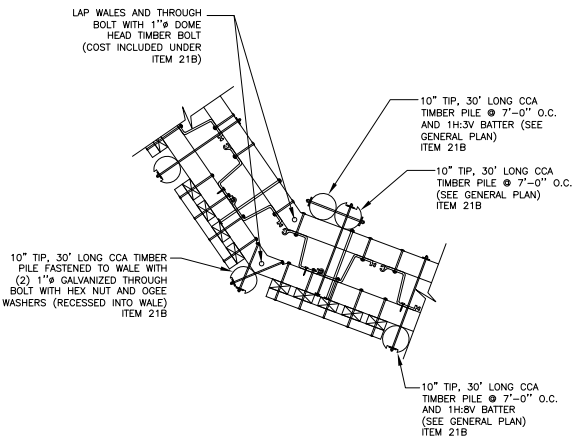 LAP WALES AND THROUGH
BOLT WITH 1''ø DOME
HEAD TIMBER BOLT
(COST INCLUDED UNDER
ITEM 21B)
10" TIP, 30' LONG CCA
TIMBER PILE @ 7'-0'' O.C.
AND 1H:3V BATTER (SEE
GENERAL PLAN)
ITEM 21B
10" TIP, 30' LONG CCA
TIMBER PILE @ 7'-0'' O.C.
(SEE GENERAL PLAN)
ITEM 21B
10" TIP, 30' LONG CCA TIMBER
PILE FASTENED TO WALE WITH
(2) 1''ø GALVANIZED THROUGH
BOLT WITH HEX NUT AND OGEE
WASHERS (RECESSED INTO WALE)
ITEM 21B
10" TIP, 30' LONG CCA
TIMBER PILE @ 7'-0'' O.C.
AND 1H:8V BATTER
(SEE GENERAL PLAN)
ITEM 21B